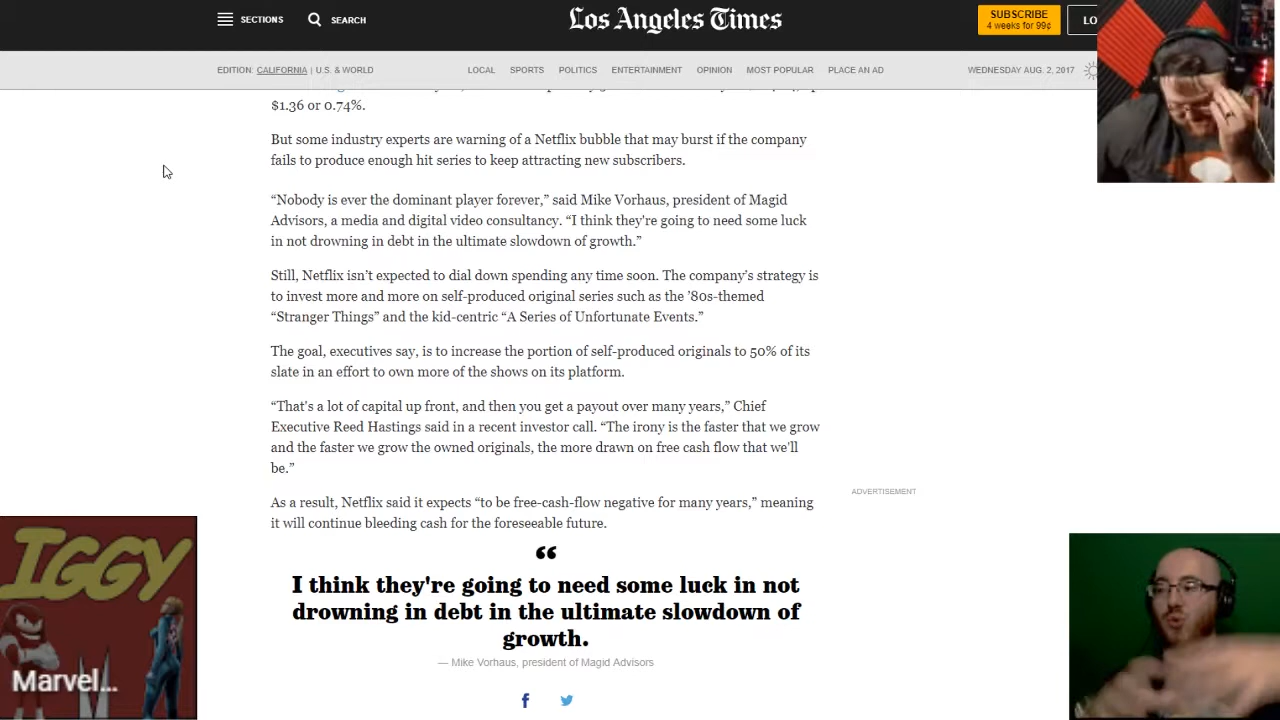 SECTIONS
SEARCH
Los Angeles Times
SUBSCRIBE
4 weeks for 99¢
LO
EDITION: CALIFORNIA | U.S. & WORLD
LOCAL SPORTS POLITICS ENTERTAINMENT OPINION MOST POPULAR PLACE AN AD
WEDNESDAY AUG. 2, 2017
$1.36 or 0.74%.
But some industry experts are warning of a Netflix bubble that may burst if the company
fails to produce enough hit series to keep attracting new subscribers.
“Nobody is ever the dominant player forever,” said Mike Vorhaus, president of Magid
Advisors, a media and digital video consultancy. “I think they're going to need some luck
in not drowning in debt in the ultimate slowdown of growth.”
Still, Netflix isn’t expected to dial down spending any time soon. The company’s strategy is
to invest more and more on self-produced original series such as the ’80s-themed
“Stranger Things” and the kid-centric “A Series of Unfortunate Events.”
The goal, executives say, is to increase the portion of self-produced originals to 50% of its
slate in an effort to own more of the shows on its platform.
“That's a lot of capital up front, and then you get a payout over many years,” Chief
Executive Reed Hastings said in a recent investor call. “The irony is the faster that we grow
and the faster we grow the owned originals, the more drawn on free cash flow that we'll
be.”
ADVERTISEMENT
As a result, Netflix said it expects “to be free-cash-flow negative for many years,” meaning
it will continue bleeding cash for the foreseeable future.
“
I think they're going to need some luck in not
drowning in debt in the ultimate slowdown of
growth.
— Mike Vorhaus, president of Magid Advisors
IGGY
Marvel...